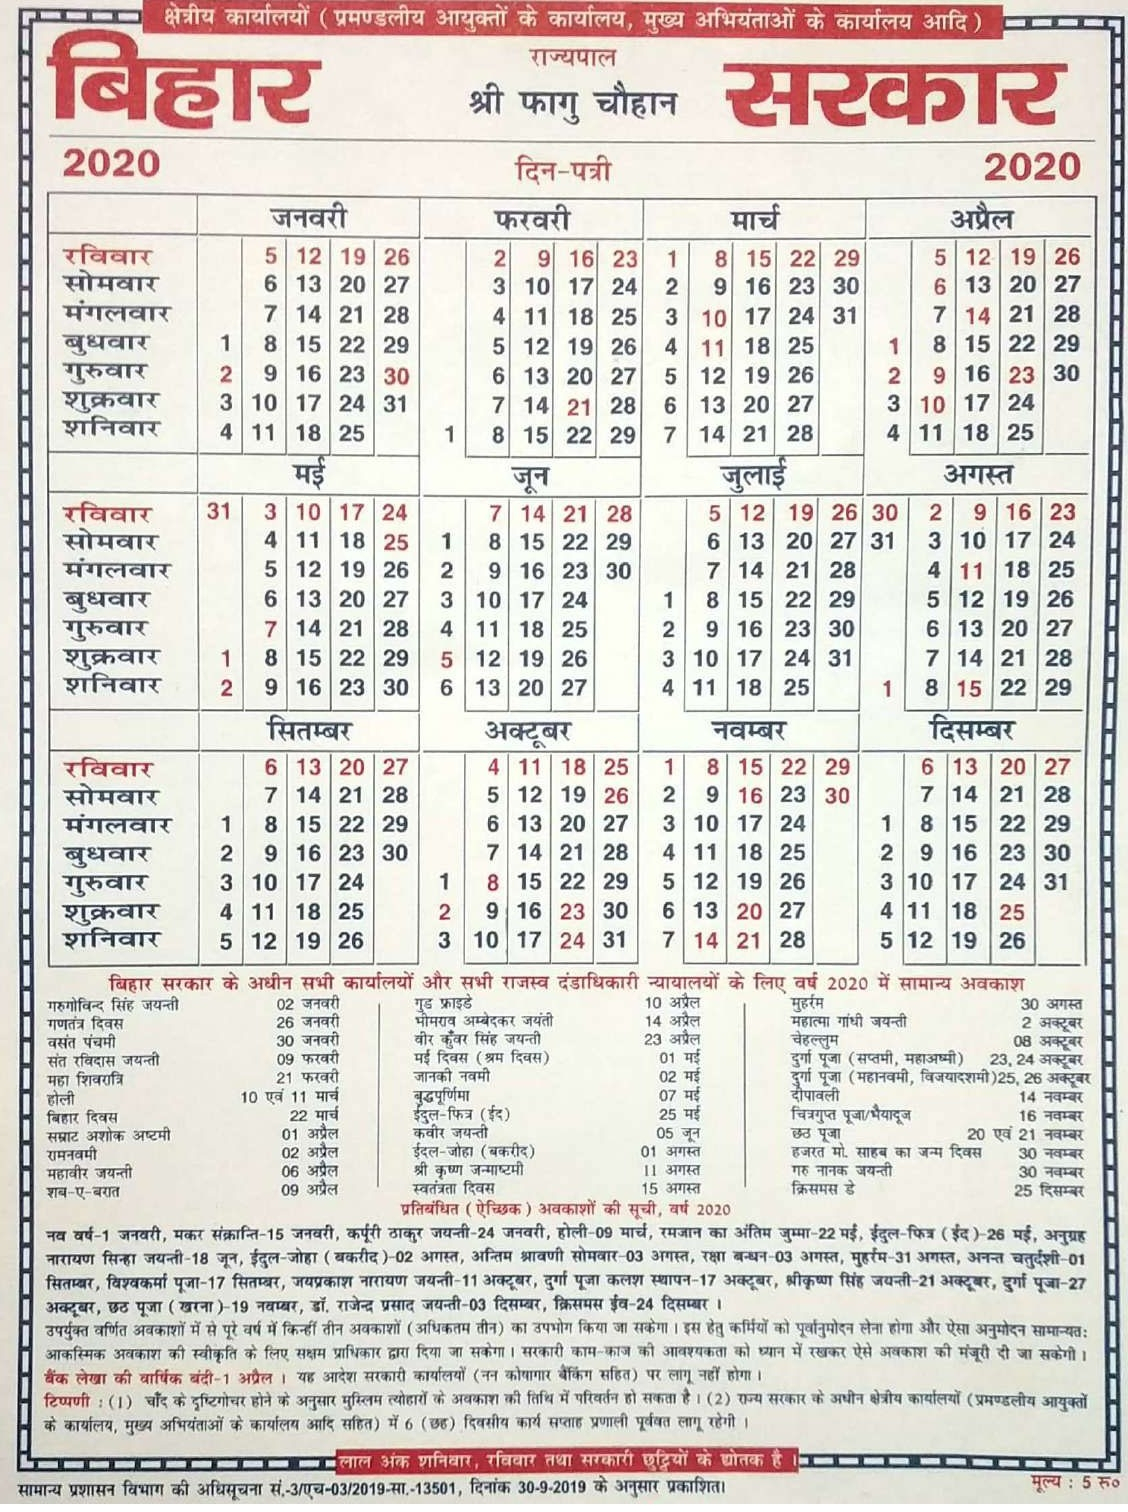 क्षेत्रीय कार्यालयों ( प्रमण्डलीय आयुक्तों के कार्यालय, मुख्य अभियंताओं के कार्यालय आदि )
बिहार सरकार
राज्यपाल
श्री फागु चौहान
2020 दिन-पत्री 2020
जनवरी फरवरी मार्च अप्रैल
रविवार 5 12 19 26 2 9 16 23 1 8 15 22 29 5 12 19 26
सोमवार 6 13 20 27 3 10 17 24 2 9 16 23 30 6 13 20 27
मंगलवार 7 14 21 28 4 11 18 25 3 10 17 24 31 7 14 21 28
बुधवार 1 8 15 22 29 5 12 19 26 4 11 18 25 1 8 15 22 29
गुरुवार 2 9 16 23 30 6 13 20 27 5 12 19 26 2 9 16 23 30
शुक्रवार 3 10 17 24 31 7 14 21 28 6 13 20 27 3 10 17 24
शनिवार 4 11 18 25 1 8 15 22 29 7 14 21 28 4 11 18 25
मई जून जुलाई अगस्त
रविवार 31 3 10 17 24 7 14 21 28 5 12 19 26 30 2 9 16 23
सोमवार 4 11 18 25 1 8 15 22 29 6 13 20 27 31 3 10 17 24
मंगलवार 5 12 19 26 2 9 16 23 30 7 14 21 28 4 11 18 25
बुधवार 6 13 20 27 3 10 17 24 1 8 15 22 29 5 12 19 26
गुरुवार 7 14 21 28 4 11 18 25 2 9 16 23 30 6 13 20 27
शुक्रवार 1 8 15 22 29 5 12 19 26 3 10 17 24 31 7 14 21 28
शनिवार 2 9 16 23 30 6 13 20 27 4 11 18 25 1 8 15 22 29
सितम्बर अक्टूबर नवम्बर दिसम्बर
रविवार 6 13 20 27 4 11 18 25 1 8 15 22 29 6 13 20 27
सोमवार 7 14 21 28 5 12 19 26 2 9 16 23 30 7 14 21 28
मंगलवार 1 8 15 22 29 6 13 20 27 3 10 17 24 1 8 15 22 29
बुधवार 2 9 16 23 30 7 14 21 28 4 11 18 25 2 9 16 23 30
गुरुवार 3 10 17 24 1 8 15 22 29 5 12 19 26 3 10 17 24 31
शुक्रवार 4 11 18 25 2 9 16 23 30 6 13 20 27 4 11 18 25
शनिवार 5 12 19 26 3 10 17 24 31 7 14 21 28 5 12 19 26
बिहार सरकार के अधीन सभी कार्यालयों और सभी राजस्व दंडाधिकारी न्यायालयों के लिए वर्ष 2020 में सामान्य अवकाश
गरुगोविन्द सिंह जयन्ती 02 जनवरी
गणतंत्र दिवस 26 जनवरी
वसंत पंचमी 30 जनवरी
संत रविदास जयन्ती 09 फरवरी
महा शिवरात्रि 21 फरवरी
होली 10 एवं 11 मार्च
बिहार दिवस 22 मार्च
सम्राट अशोक अष्टमी 01 अप्रैल
रामनवमी 02 अप्रैल
महावीर जयन्ती 06 अप्रैल
शब-ए-बरात 09 अप्रैल
गुड फ्राइडे 10 अप्रैल
भीमराव अम्बेदकर जयंती 14 अप्रैल
वीर कुँवर सिंह जयन्ती 23 अप्रैल
मई दिवस (श्रम दिवस) 01 मई
जानकी नवमी 02 मई
बुद्धपूर्णिमा 07 मई
ईदुल-फित्र (ईद) 25 मई
कवीर जयन्ती 05 जून
ईदल-जोहा (बकरीद) 01 अगस्त
श्री कृष्ण जन्माष्टमी 11 अगस्त
स्वतंत्रता दिवस 15 अगस्त
मुहर्रम 30 अगस्त
महात्मा गांधी जयन्ती 2 अक्टूबर
चेहल्लुम 08 अक्टूबर
दुर्गा पूजा (सप्तमी, महाअष्मी) 23, 24 अक्टूबर
दुर्गा पूजा (महानवमी, विजयादशमी)25, 26 अक्टूबर
दीपावली 14 नवम्बर
चित्रगुप्त पूजा/भैयादूज 16 नवम्बर
छठ पूजा 20 एवं 21 नवम्बर
हजरत मो. साहब का जन्म दिवस 30 नवम्बर
गरु नानक जयन्ती 30 नवम्बर
क्रिसमस डे 25 दिसम्बर
प्रतिबंधित ( ऐच्छिक ) अवकाशों की सूची, वर्ष 2020
नव वर्ष-1 जनवरी, मकर संक्रान्ति-15 जनवरी, कर्पूरी ठाकुर जयन्ती-24 जनवरी, होली-09 मार्च, रमजान का अंतिम जुम्मा-22 मई, ईदुल-फित्र ( ईद )-26 मई, अनुग्रह
नारायण सिन्हा जयन्ती-18 जून, ईदुल-जोहा ( बकरीद )-02 अगस्त, अन्तिम श्रावणी सोमवार-03 अगस्त, रक्षा बन्धन-03 अगस्त, मुहर्रम-31 अगस्त, अनन्त चतुर्दशी-01
सितम्बर, विश्वकर्मा पूजा-17 सितम्बर, जयप्रकाश नारायण जयन्ती-11 अक्टूबर, दुर्गा पूजा कलश स्थापन-17 अक्टूबर, श्रीकृष्ण सिंह जयन्ती-21 अक्टूबर, दुर्गा पूजा-27
अक्टूबर, छठ पूजा ( खरना )-19 नवम्बर, डॉ. राजेन्द्र प्रसाद जयन्ती-03 दिसम्बर, क्रिसमस ईव-24 दिसम्बर ।
उपर्युक्त वर्णित अवकाशों में से पूरे वर्ष में किन्हीं तीन अवकाशों (अधिकतम तीन) का उपभोग किया जा सकेगा । इस हेतु कर्मियों को पूर्वानुमोदन लेना होगा और ऐसा अनुमोदन सामान्यतः
आकस्मिक अवकाश की स्वीकृति के लिए सक्षम प्राधिकार द्वारा दिया जा सकेगा । सरकारी काम-काज की आवश्यकता को ध्यान में रखकर ऐसे अवकाश की मंजूरी दी जा सकेगी ।
बैंक लेखा की वार्षिक बंदी-1 अप्रैल । यह आदेश सरकारी कार्यालयों (नन कोषागार बैंकिंग सहित) पर लागू नहीं होगा ।
टिप्पणी : (1) चाँद के दृष्टिगोचर होने के अनुसार मुस्लिम त्योहारों के अवकाश की तिथि में परिवर्तन हो सकता है । (2) राज्य सरकार के अधीन क्षेत्रीय कार्यालयों (प्रमण्डलीय आयुक्तों
के कार्यालय, मुख्य अभियंताओं के कार्यालय आदि सहित) में 6 (छह) दिवसीय कार्य सप्ताह प्रणाली पूर्ववत लागू रहेगी ।
लाल अंक शनिवार, रविवार तथा सरकारी छुट्टियों के द्योतक है ।
सामान्य प्रशासन विभाग की अधिसूचना सं.-3/एच-03/2019-सा.-13501, दिनांक 30-9-2019 के अनुसार प्रकाशित। मूल्य : 5 रु०